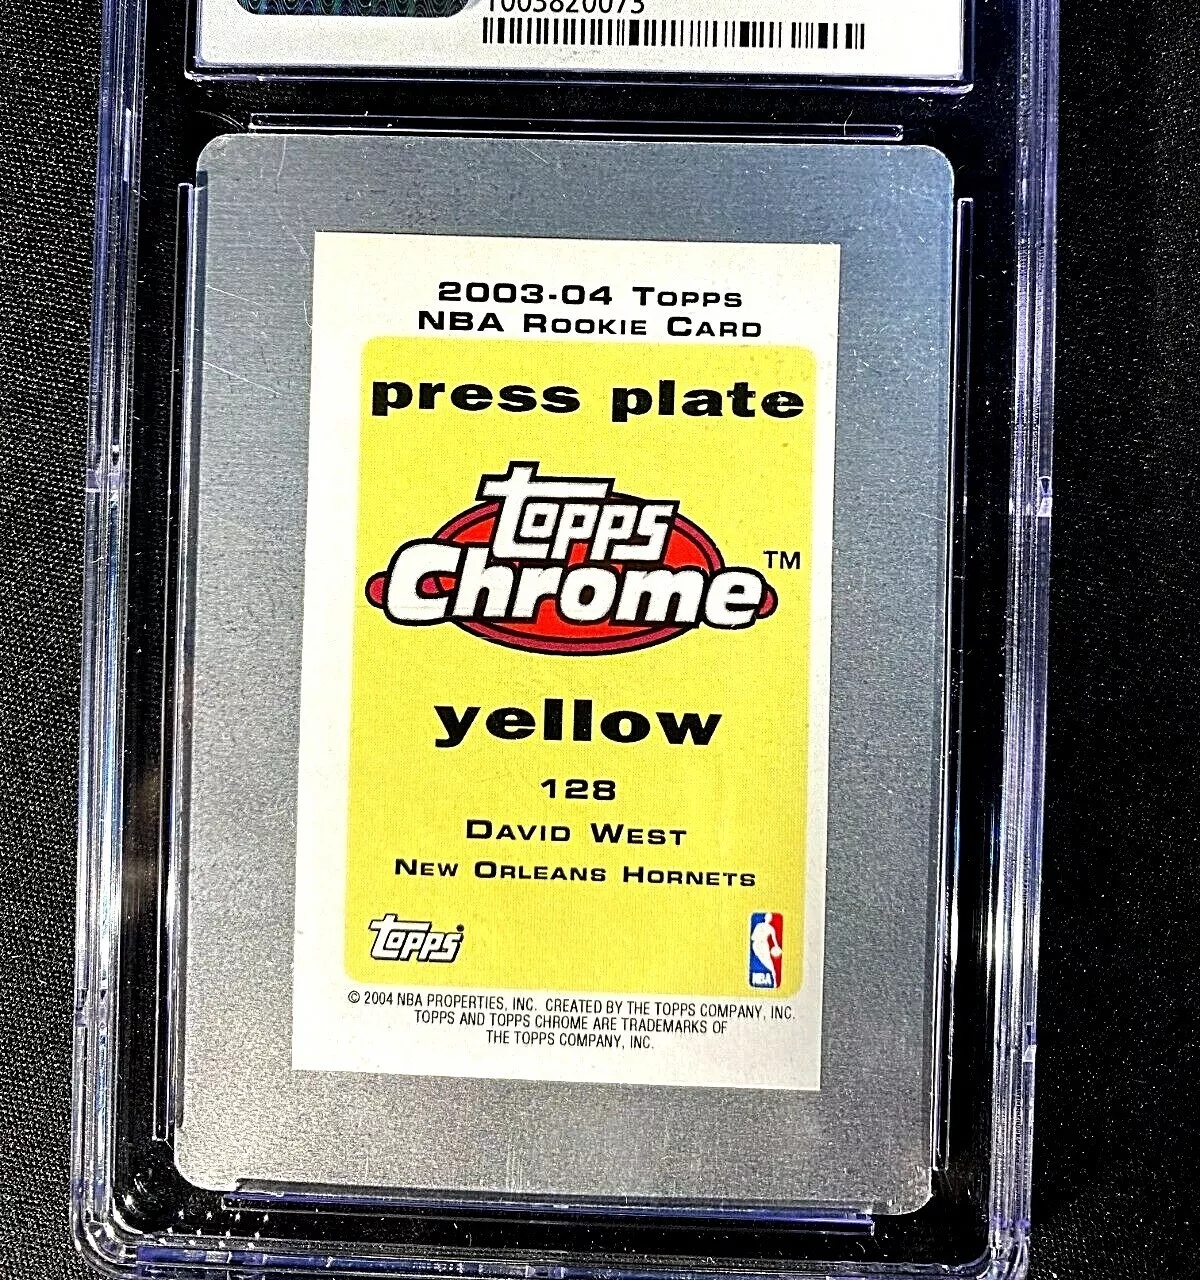 1003820073
2003-04 TOPPS
NBA ROOKIE CARD
press plate
topps
Chrome™
yellow
128
DAVID WEST
NEW ORLEANS HORNETS
topps®
NBA
© 2004 NBA PROPERTIES, INC. CREATED BY THE TOPPS COMPANY, INC.
TOPPS AND TOPPS CHROME ARE TRADEMARKS OF
THE TOPPS COMPANY, INC.